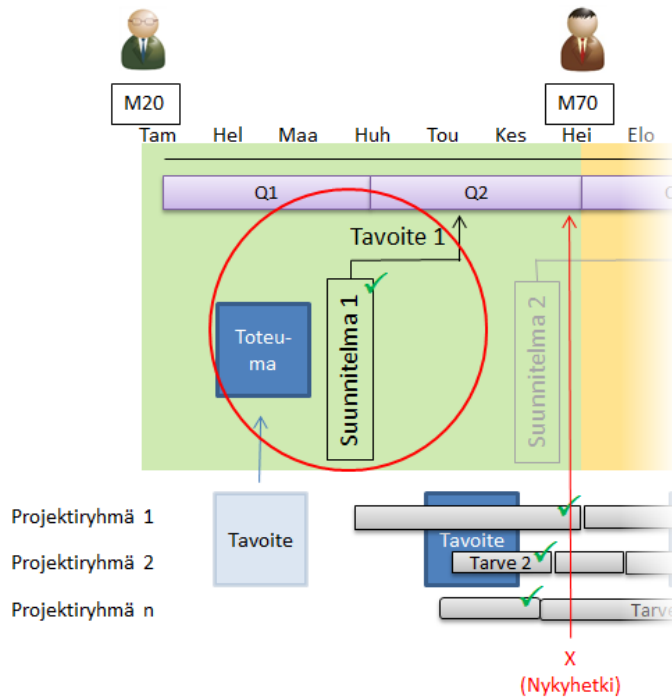 M20
M70
Tam Hel Maa Huh Tou Kes Hei Elo
Q1 Q2
Tavoite 1
Toteu-
ma
Suunnitelma 1
Suunnitelma 2
Projektiryhmä 1
Tavoite
Tavoite
Projektiryhmä 2
Tarve 2
Projektiryhmä n
Tarve
X
(Nykyhetki)